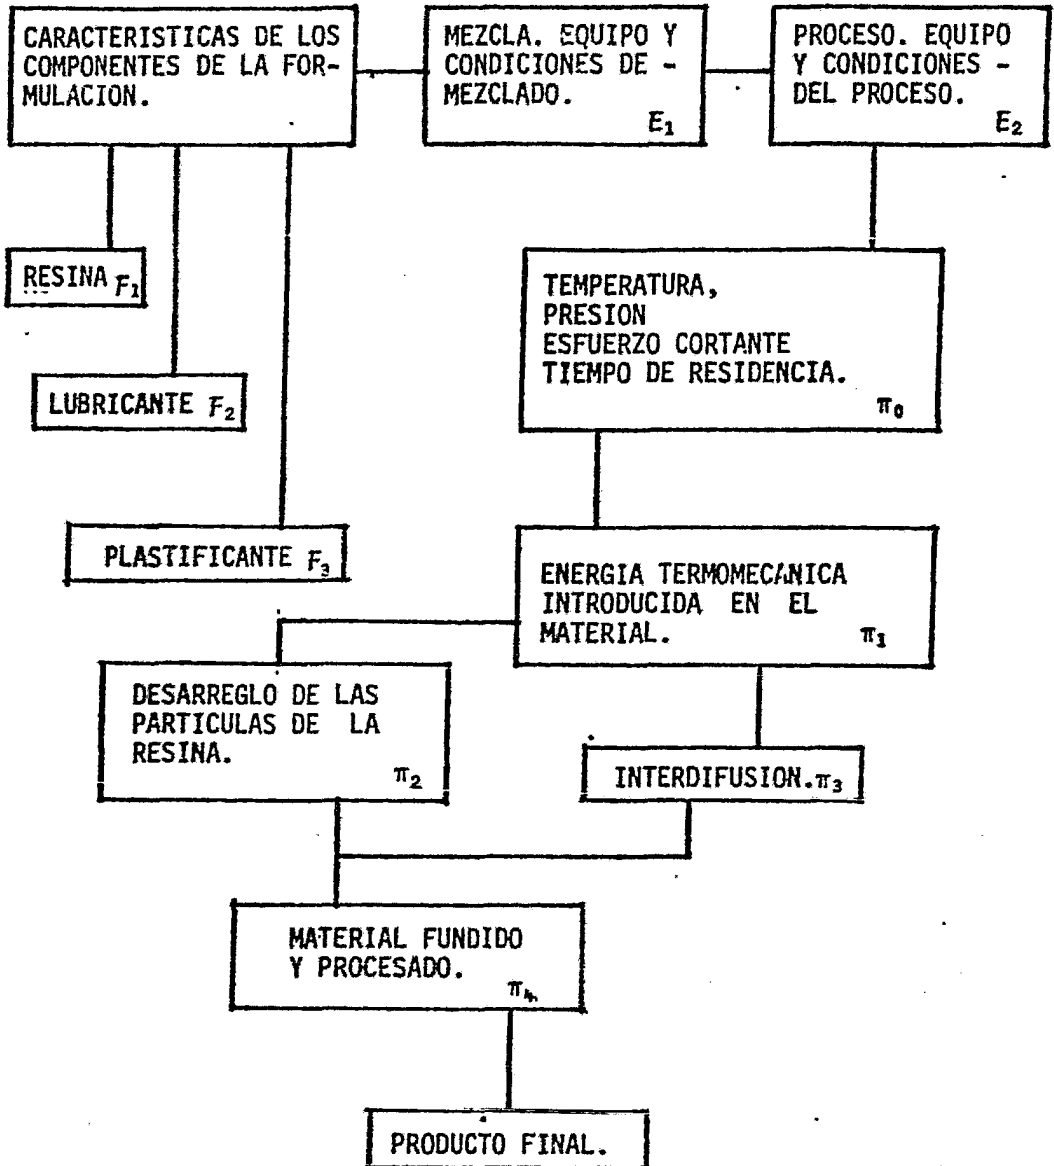 CARACTERISTICAS DE LOS
COMPONENTES DE LA FOR-
MULACION.
MEZCLA. EQUIPO Y
CONDICIONES DE -
MEZCLADO.
E₁
PROCESO. EQUIPO
Y CONDICIONES -
DEL PROCESO.
E₂
RESINA F₁
LUBRICANTE F₂
PLASTIFICANTE F₃
TEMPERATURA,
PRESION
ESFUERZO CORTANTE
TIEMPO DE RESIDENCIA.
π₀
ENERGIA TERMOMECANICA
INTRODUCIDA EN EL
MATERIAL. π₁
DESARREGLO DE LAS
PARTICULAS DE LA
RESINA.
π₂
INTERDIFUSION.π₃
MATERIAL FUNDIDO
Y PROCESADO.
π₄
PRODUCTO FINAL.